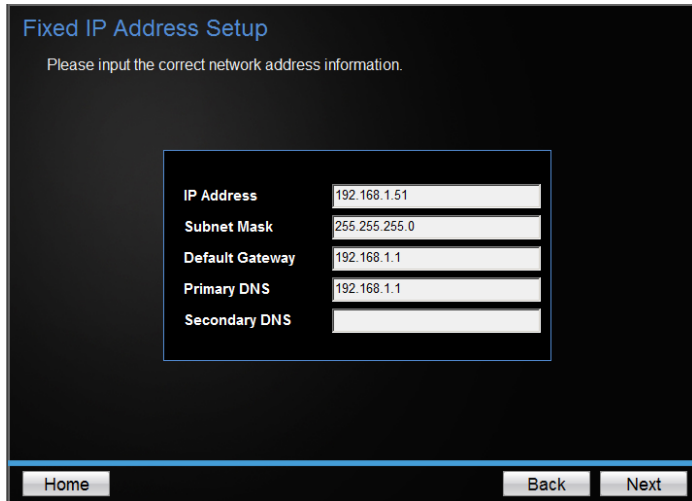 Fixed IP Address Setup
Please input the correct network address information.
IP Address 192.168.1.51
Subnet Mask 255.255.255.0
Default Gateway 192.168.1.1
Primary DNS 192.168.1.1
Secondary DNS
Home Back Next